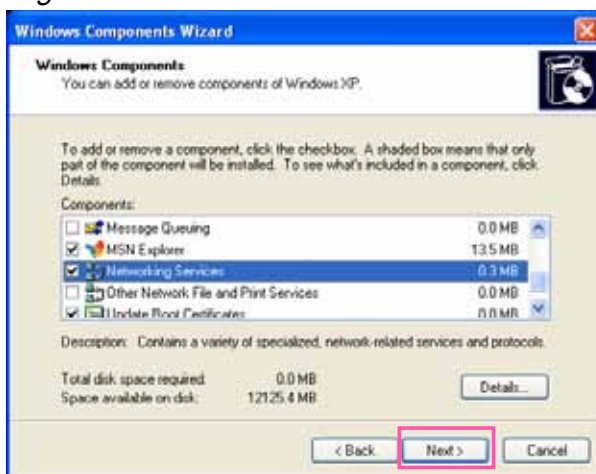 Windows Components Wizard
Windows Components
You can add or remove components of Windows XP.
To add or remove a component, click the checkbox. A shaded box means that only
part of the component will be installed. To see what's included in a component, click
Details.
Components:
Message Queuing 0.0 MB
MSN Explorer 13.5 MB
Networking Services 0.3 MB
Other Network File and Print Services 0.0 MB
Update Root Certificates 0.0 MB
Description: Contains a variety of specialized, network-related services and protocols.
Total disk space required: 0.0 MB
Space available on disk: 12125.4 MB
Details...
< Back
Next >
Cancel